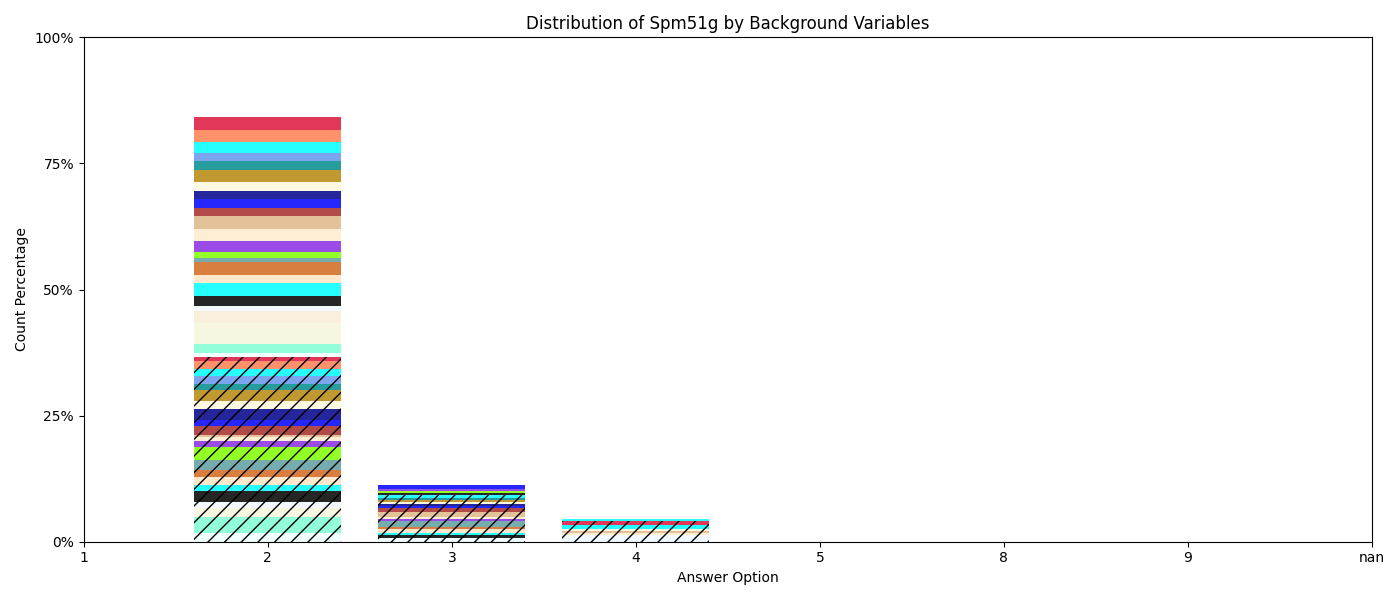 Distribution of Spm51g by Background Variables
100%
75%
50%
25%
0%
Count Percentage
1 2 3 4 5 8 9 nan
Answer Option